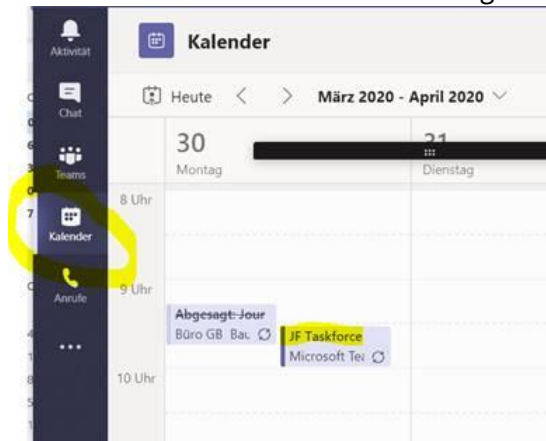 Aktivität
Chat
Teams
Kalender
Anrufe
Kalender
Heute
März 2020 - April 2020
30
Montag
31
Dienstag
8 Uhr
9 Uhr
10 Uhr
Abgesagt: Jour
Büro GB Bau
JF Taskforce
Microsoft Tea